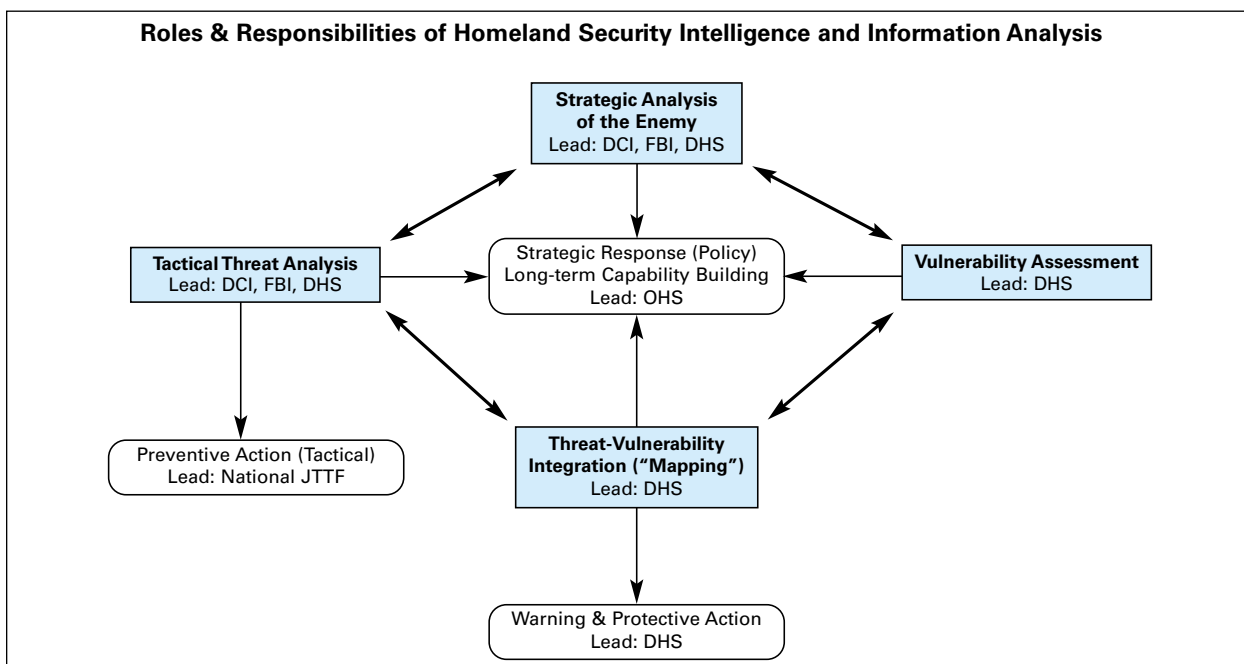 Roles & Responsibilities of Homeland Security Intelligence and Information Analysis
Strategic Analysis
of the Enemy
Lead: DCI, FBI, DHS
Tactical Threat Analysis
Lead: DCI, FBI, DHS
Strategic Response (Policy)
Long-term Capability Building
Lead: OHS
Vulnerability Assessment
Lead: DHS
Preventive Action (Tactical)
Lead: National JTTF
Threat-Vulnerability
Integration (“Mapping”)
Lead: DHS
Warning & Protective Action
Lead: DHS